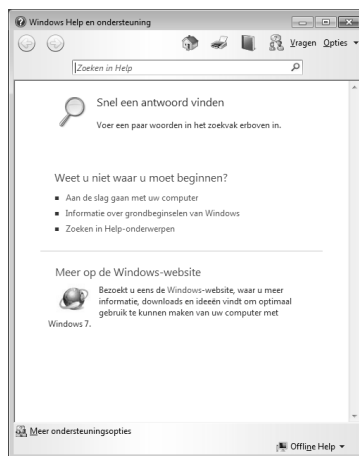 Windows Help en ondersteuning
Vragen Opties
Zoeken in Help
Snel een antwoord vinden
Voer een paar woorden in het zoekvak erboven in.
Weet u niet waar u moet beginnen?
Aan de slag gaan met uw computer
Informatie over grondbeginselen van Windows
Zoeken in Help-onderwerpen
Meer op de Windows-website
Bezoekt u eens de Windows-website, waar u meer
informatie, downloads en ideeën vindt om optimaal
gebruik te kunnen maken van uw computer met
Windows 7.
Meer ondersteuningsopties
Offline Help